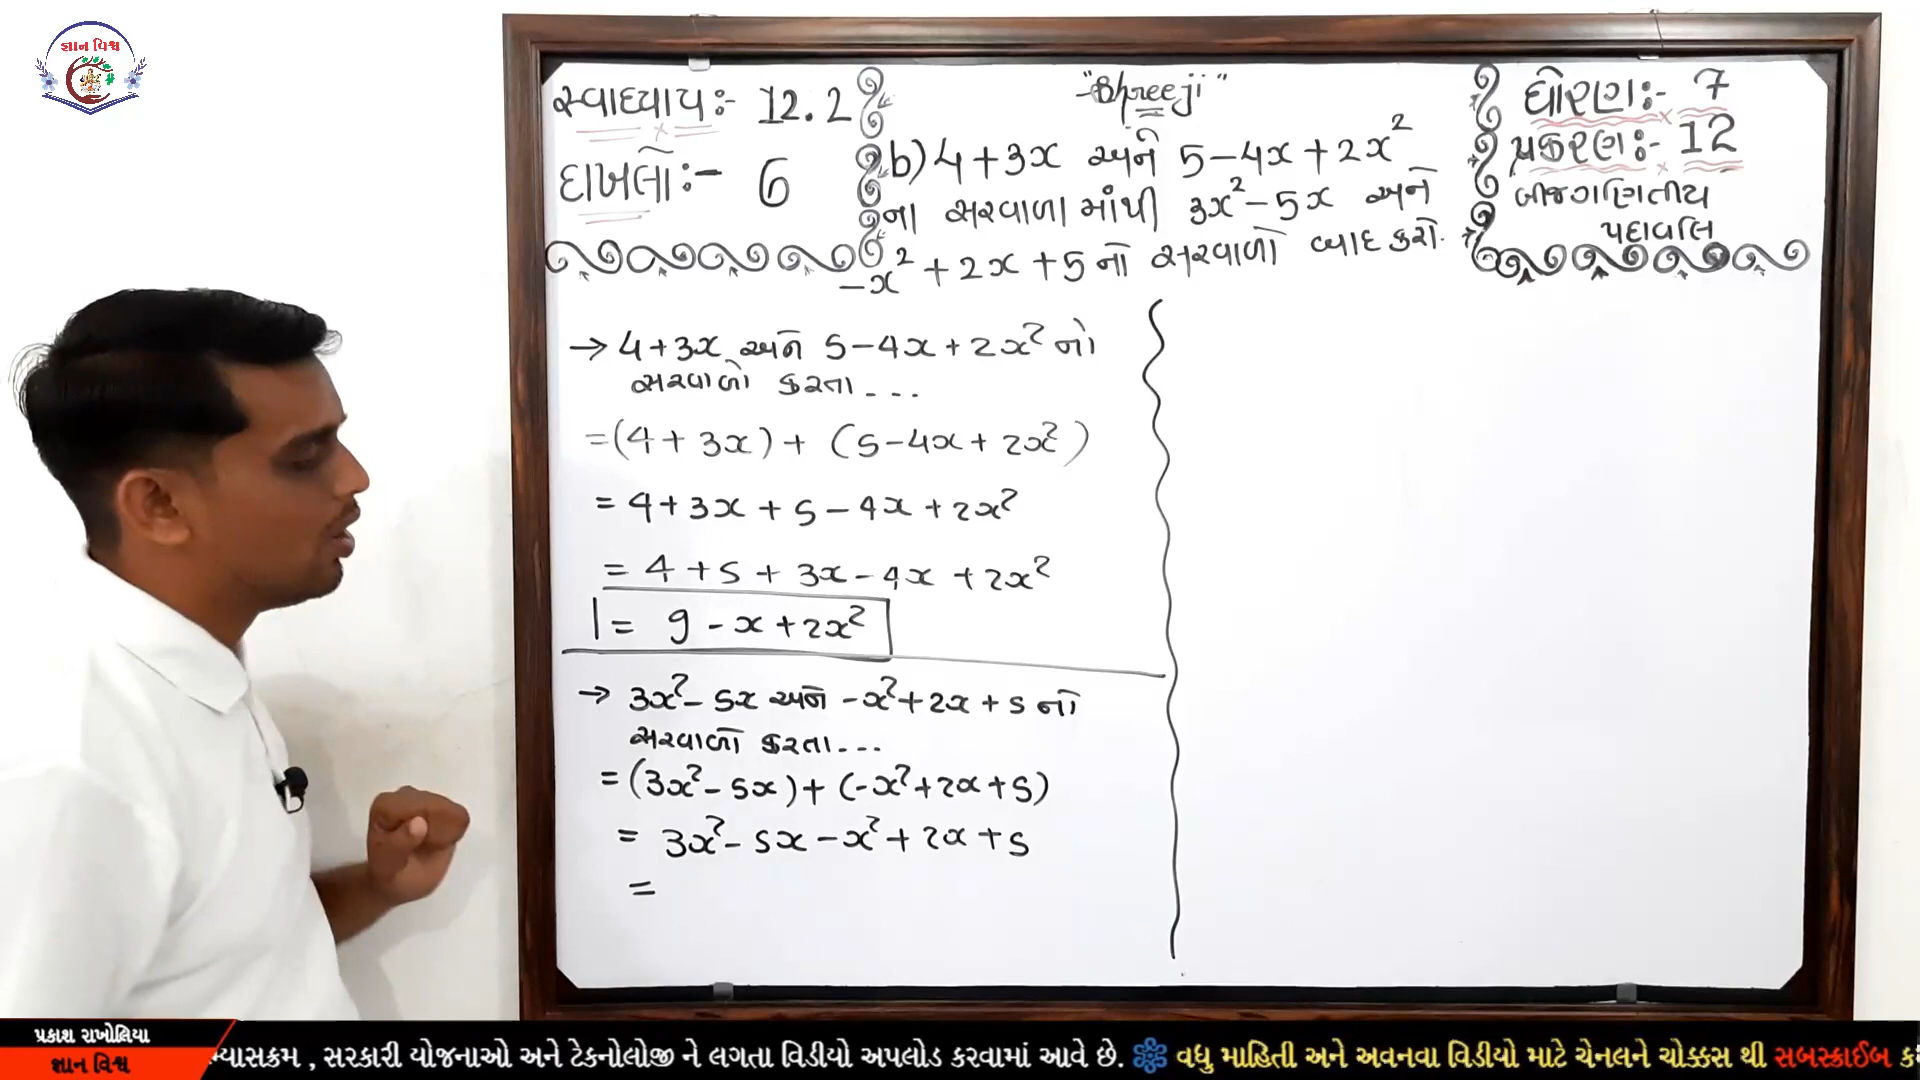 જ્ઞાન વિશ્વ
સ્વાધ્યાય:- 12.2
દાખલો:- 6
"Shreeji"
b) 4+3x અને 5-4x+2x²
ના સરવાળા માંથી 3x²-5x અને
-x²+2x+5 નો સરવાળો બાદ કરો.
ધોરણ:- 7
પ્રકરણ:- 12
બીજગણિતીય
પદાવલિ
→ 4+3x અને 5-4x+2x² નો
સરવાળો કરતા...
=(4+3x)+(5-4x+2x²)
= 4+3x+5-4x+2x²
= 4+5+3x-4x+2x²
= 9-x+2x²
→ 3x²-5x અને -x²+2x+5 નો
સરવાળો કરતા...
=(3x²-5x)+(-x²+2x+5)
= 3x²-5x-x²+2x+5
=
પ્રકાશ રાખોલિયા
જ્ઞાન વિશ્વ
ભ્યાસક્રમ , સરકારી યોજનાઓ અને ટેકનોલોજી ને લગતા વિડીયો અપલોડ કરવામાં આવે છે. વધુ માહિતી અને અવનવા વિડીયો માટે ચેનલને ચોક્કસ થી સબસ્ક્રાઈબ ક